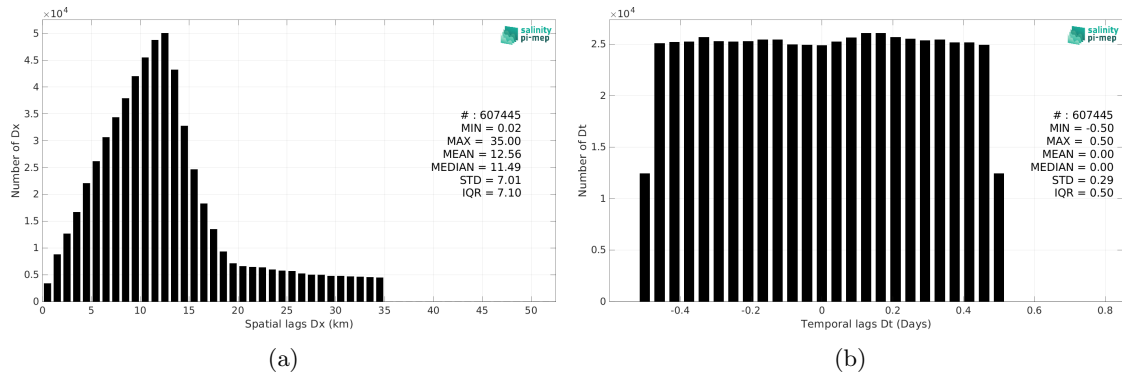 ×10⁴
5
4.5
4
3.5
3
2.5
2
1.5
1
0.5
0
Number of Dx
0 5 10 15 20 25 30 35 40 45 50
Spatial lags Dx (km)
salinity
pi-mep
# : 607445
MIN = 0.02
MAX = 35.00
MEAN = 12.56
MEDIAN = 11.49
STD = 7.01
IQR = 7.10
(a)
×10⁴
2.5
2
1.5
1
0.5
0
Number of Dt
-0.4 -0.2 0 0.2 0.4 0.6 0.8
Temporal lags Dt (Days)
salinity
pi-mep
# : 607445
MIN = -0.50
MAX = 0.50
MEAN = 0.00
MEDIAN = 0.00
STD = 0.29
IQR = 0.50
(b)